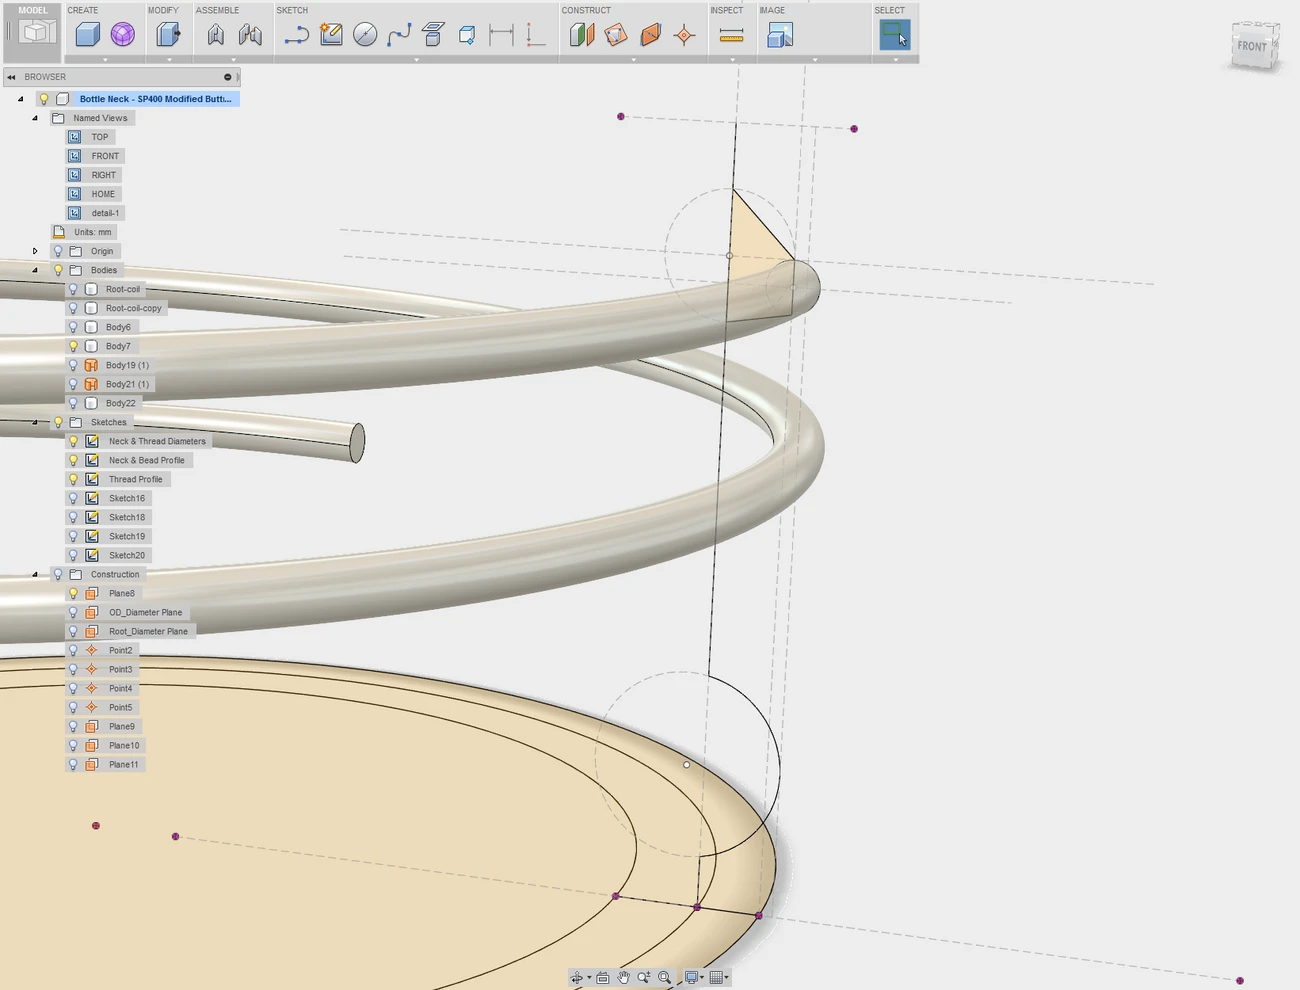 MODEL
CREATE
MODIFY
ASSEMBLE
SKETCH
CONSTRUCT
INSPECT
IMAGE
SELECT
FRONT
BROWSER
Bottle Neck - SP400 Modified Butt...
Named Views
TOP
FRONT
RIGHT
HOME
detail-1
Units: mm
Origin
Bodies
Root-coil
Root-coil-copy
Body6
Body7
Body19 (1)
Body21 (1)
Body22
Sketches
Neck & Thread Diameters
Neck & Bead Profile
Thread Profile
Sketch16
Sketch18
Sketch19
Sketch20
Construction
Plane8
OD_Diameter Plane
Root_Diameter Plane
Point2
Point3
Point4
Point5
Plane9
Plane10
Plane11